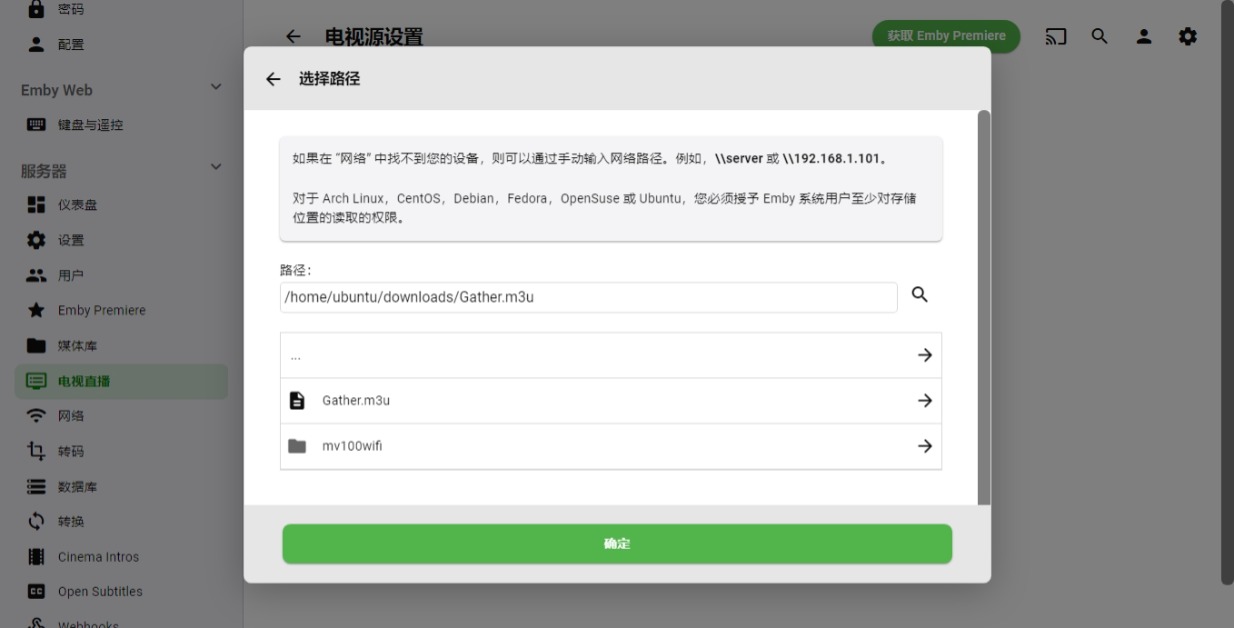 密码
配置
Emby Web
键盘与遥控
服务器
仪表盘
设置
用户
Emby Premiere
媒体库
电视直播
网络
转码
数据库
转换
Cinema Intros
Open Subtitles
Webhooks
电视源设置
获取 Emby Premiere
选择路径
如果在 "网络" 中找不到您的设备，则可以通过手动输入网络路径。例如，\\server 或 \\192.168.1.101。
对于 Arch Linux，CentOS，Debian，Fedora，OpenSuse 或 Ubuntu，您必须授予 Emby 系统用户至少对存储
位置的读取的权限。
路径：
/home/ubuntu/downloads/Gather.m3u
...
Gather.m3u
mv100wifi
确定